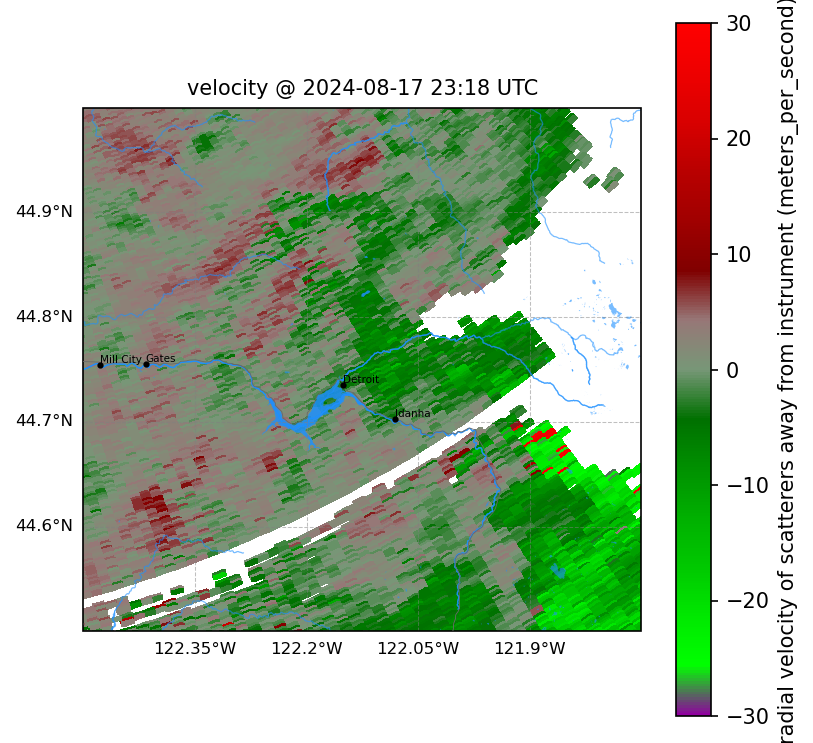 velocity @ 2024-08-17 23:18 UTC
44.9°N
44.8°N
44.7°N
44.6°N
Mill City
Gates
Detroit
Idanha
122.35°W
122.2°W
122.05°W
121.9°W
30
20
10
0
−10
−20
−30
radial velocity of scatterers away from instrument (meters_per_second)